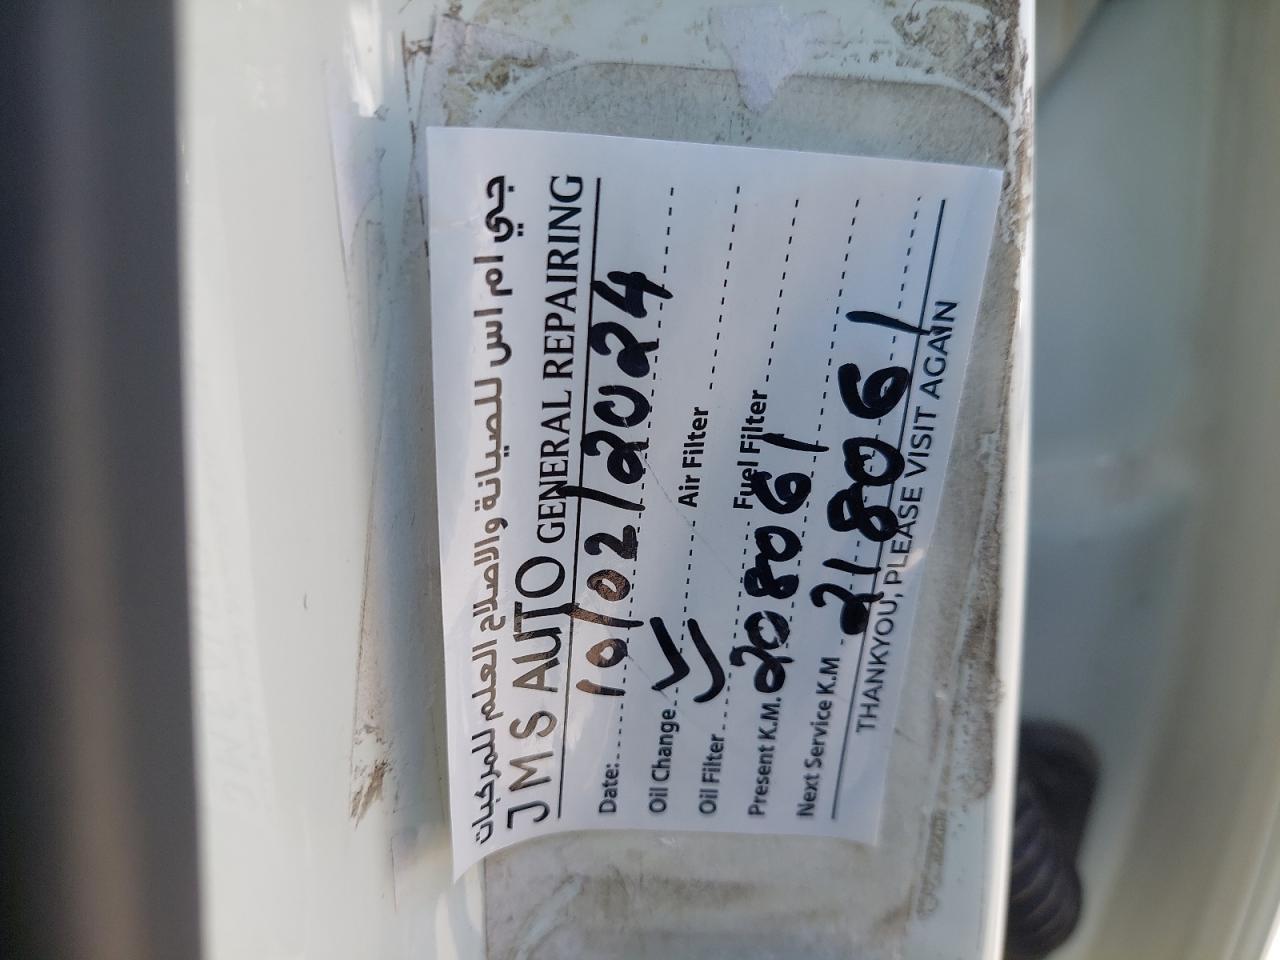 جي ام اس للصيانة والاصلاح العلم للمركبات
JMS AUTO GENERAL REPAIRING
Date: 10/02/2024
Oil Change ✓ Air Filter
Oil Filter ✓ Fuel Filter
Present K.M. 208061
Next Service K.M 218061
THANKYOU, PLEASE VISIT AGAIN